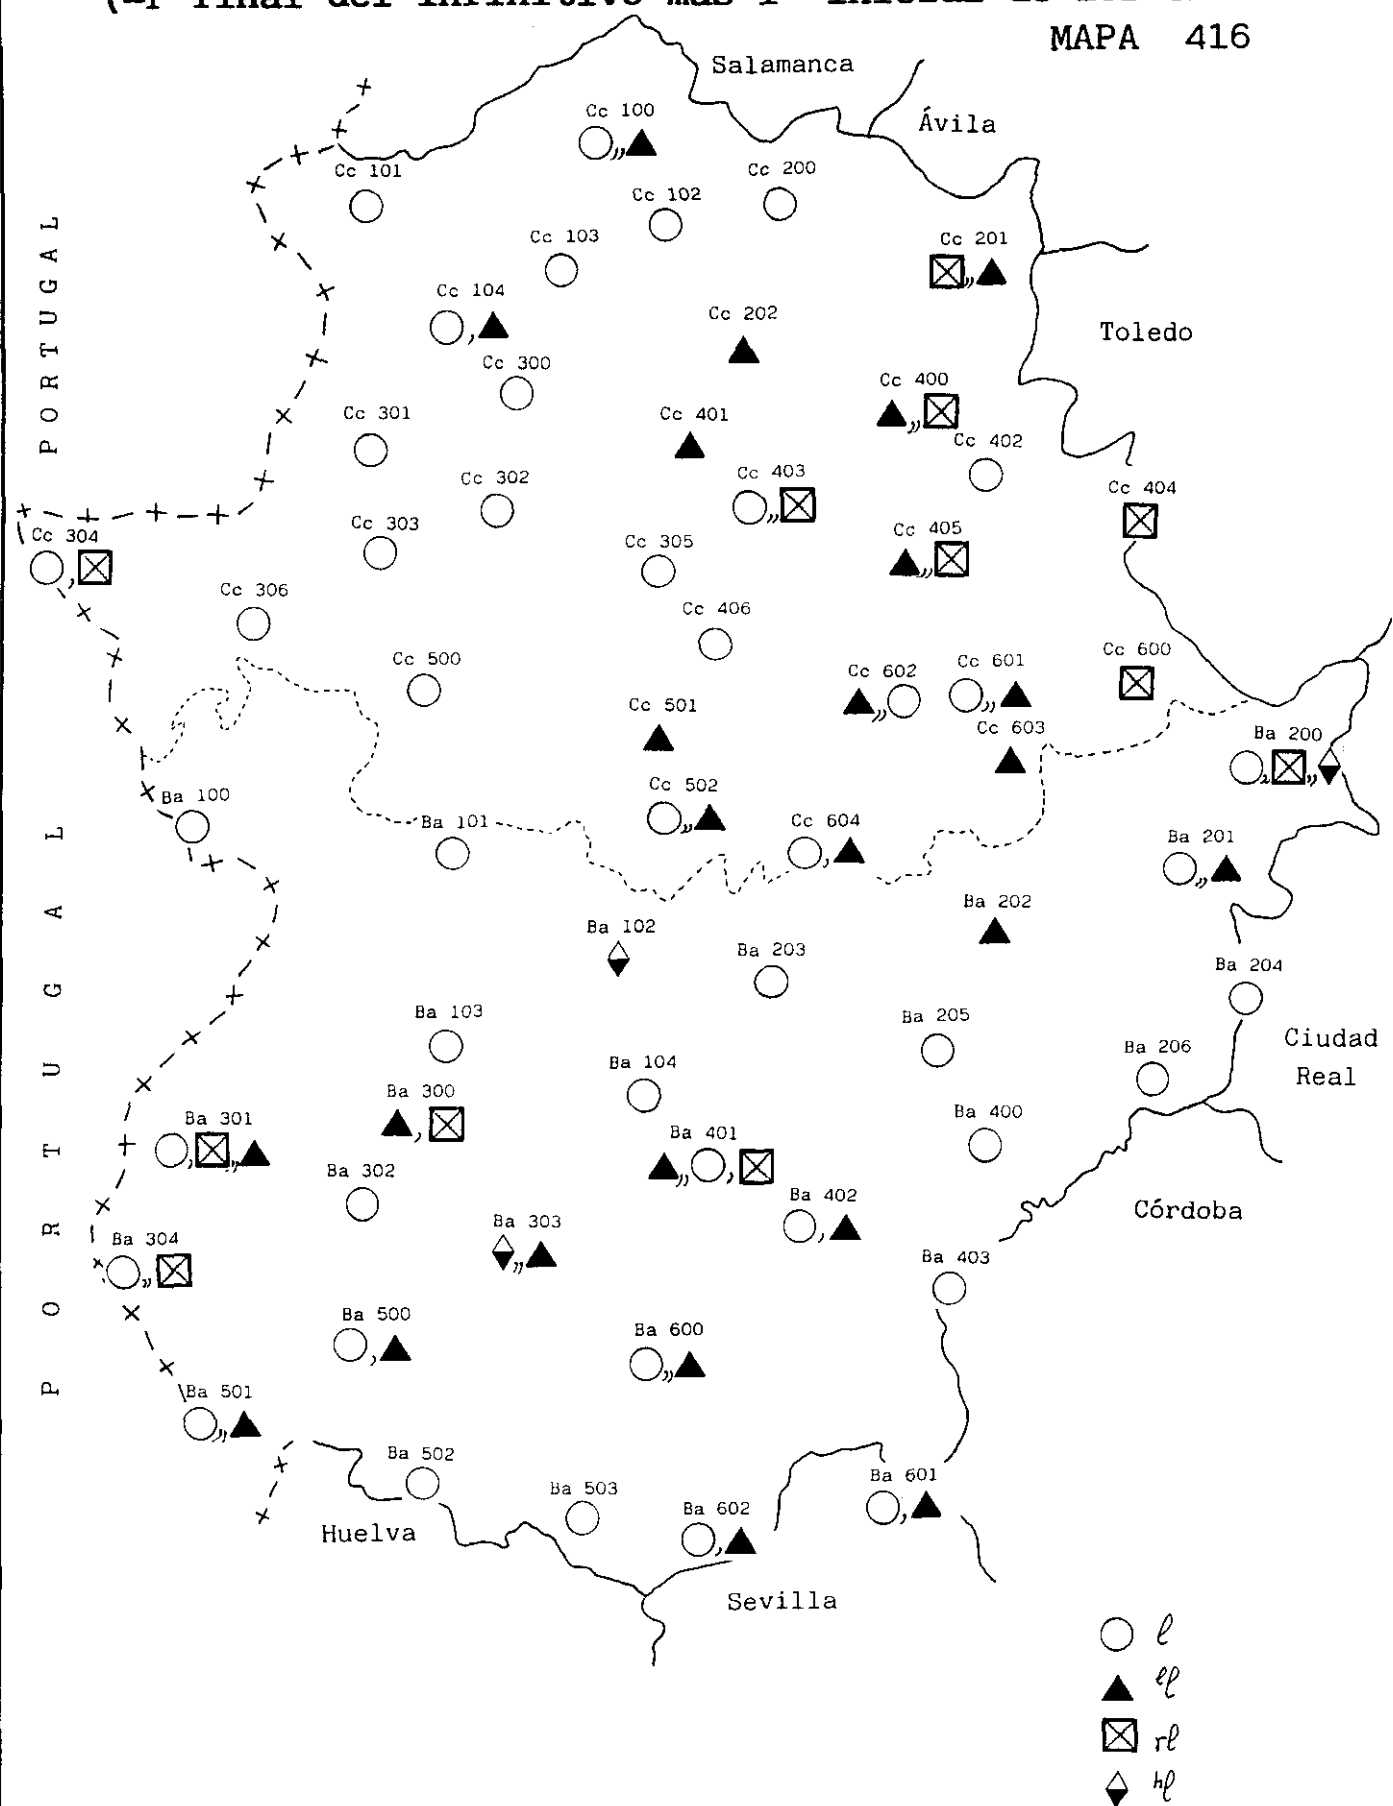 final del infinitivo más
MAPA 416
Salamanca
Ávila
Cc 100
Cc 101
Cc 200
Cc 102
Cc 103
Cc 201
Cc 104
Cc 202
Toledo
Cc 300
Cc 400
Cc 301
Cc 401
Cc 402
Cc 302
Cc 403
Cc 404
Cc 303
Cc 405
Cc 304
Cc 305
Cc 306
Cc 406
Cc 500
Cc 602
Cc 601
Cc 600
Cc 501
Cc 603
Ba 200
Cc 502
Ba 100
Ba 101
Cc 604
Ba 201
Ba 202
Ba 102
Ba 203
Ba 204
Ba 103
Ba 205
Ciudad
Real
Ba 104
Ba 206
Ba 300
Ba 301
Ba 401
Ba 400
Ba 302
Ba 402
Córdoba
Ba 303
Ba 304
Ba 403
Ba 500
Ba 600
Ba 501
Ba 502
Ba 503
Ba 602
Ba 601
Huelva
Sevilla
PORTUGAL
PORTUGAL
l
ˡl
rl
ʰl